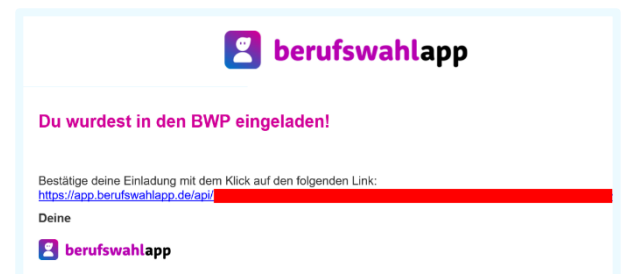 berufswahlapp
Du wurdest in den BWP eingeladen!
Bestätige deine Einladung mit dem Klick auf den folgenden Link:
https://app.berufswahlapp.de/api/
Deine
berufswahlapp